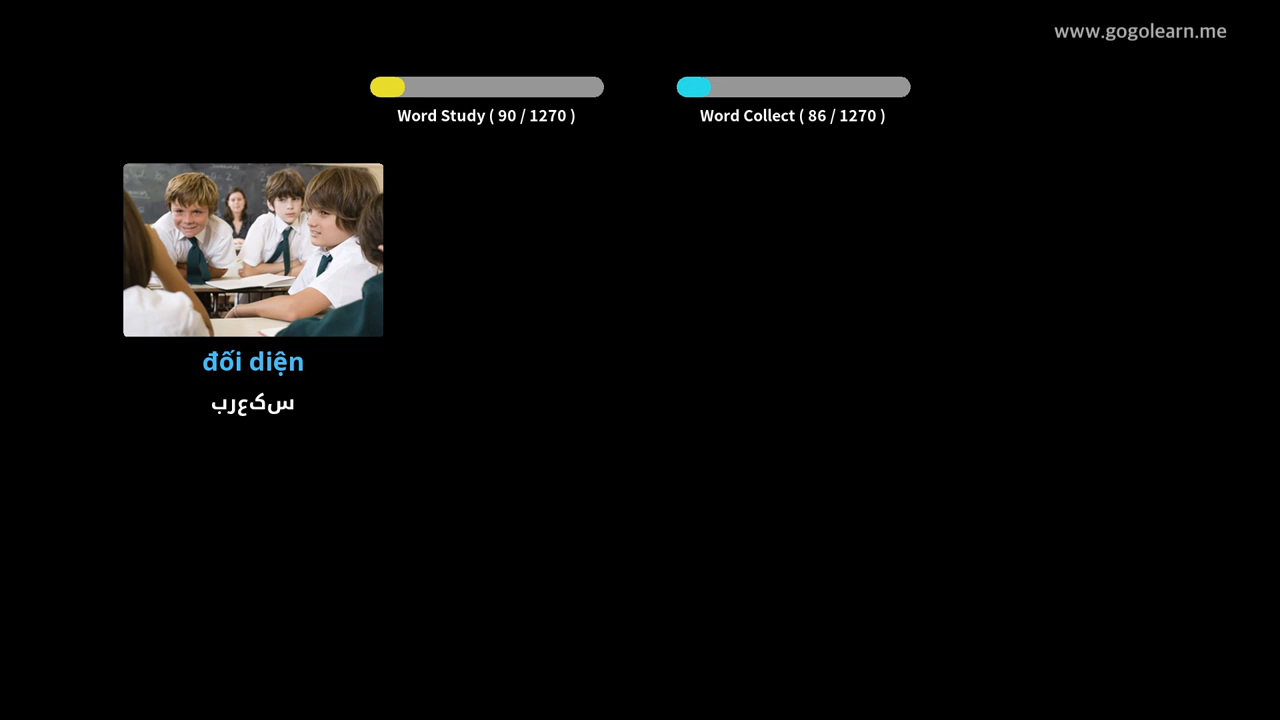 www.gogolearn.me
Word Study ( 90 / 1270 )
Word Collect ( 86 / 1270 )
đối diện
سکعرب